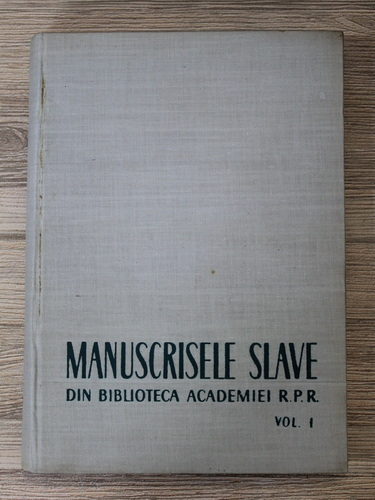 MANUSCRISELE SLAVE
DIN BIBLIOTECA ACADEMIEI R.P.R.
VOL. I